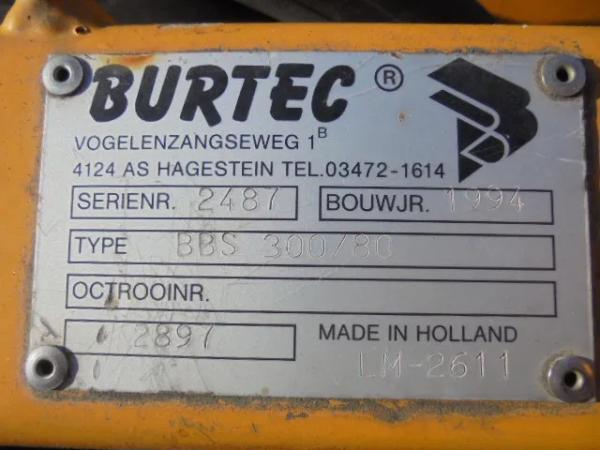 BURTEC ®
VOGELENZANGSEWEG 1B
4124 AS HAGESTEIN TEL.03472-1614
SERIENR. 2487 BOUWJR. 1994
TYPE BBS 300/80
OCTROOINR.
2897 MADE IN HOLLAND
LM-2611